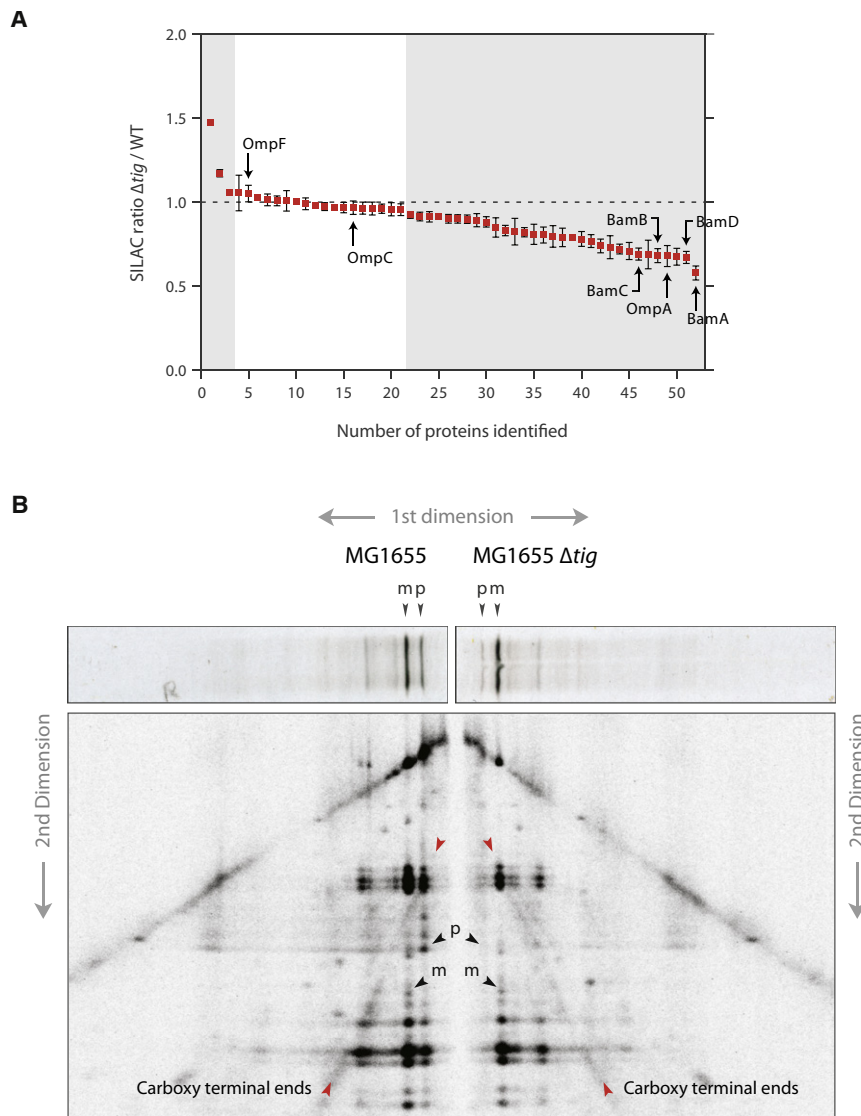 A
2.0
1.5
1.0
0.5
0.0
SILAC ratio Δtig / WT
OmpF
OmpC
BamB
BamD
BamC
OmpA
BamA
0 5 10 15 20 25 30 35 40 45 50
Number of proteins identified
B
1st dimension
MG1655 MG1655 Δtig
m p p m
R
2nd Dimension
2nd Dimension
p
m m
Carboxy terminal ends Carboxy terminal ends